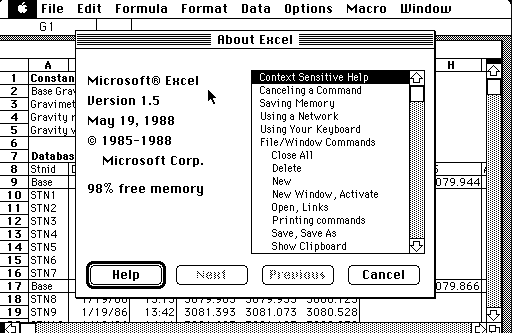 File Edit Formula Format Data Options Macro Window
G1
About Excel
Microsoft® Excel
Version 1.5
May 19, 1988
© 1985-1988
Microsoft Corp.
98% free memory
Context Sensitive Help
Canceling a Command
Saving Memory
Using a Network
Using Your Keyboard
File/Window Commands
Close All
Delete
New
New Window, Activate
Open, Links
Printing commands
Save, Save As
Show Clipboard
Help Next Previous Cancel
A H
1 Constan
2 Base Grav
3 Gravimet
4 Gravity r
5 Gravity v
6
7 Databas
8 Stnid
9 Base 079.944
10 STN1
11 STN2
12 STN3
13 STN4
14 STN5
15 STN6
16 STN7
17 Base 079.866
18 STN8 1/19/86 13:13 3079.983 3079.393 3080.123
19 STN9 1/19/86 13:42 3081.393 3081.073 3080.528